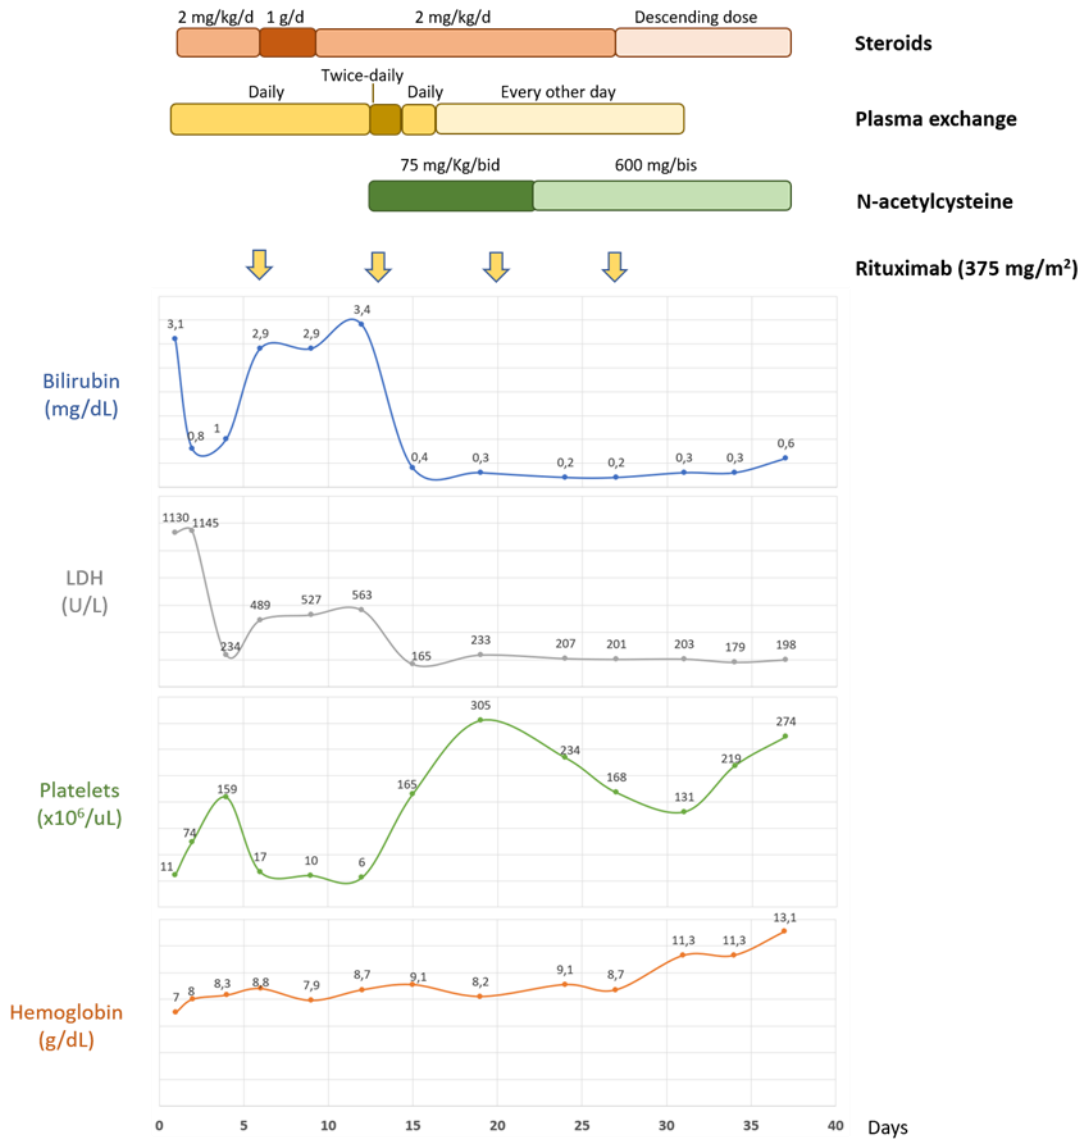 2 mg/kg/d 1 g/d 2 mg/kg/d Descending dose
Steroids
Twice-daily
Daily Daily Every other day
Plasma exchange
75 mg/Kg/bid 600 mg/bis
N-acetylcysteine
Rituximab (375 mg/m²)
Bilirubin
(mg/dL)
3,1 0,8 1 2,9 2,9 3,4 0,4 0,3 0,2 0,2 0,3 0,3 0,6
LDH
(U/L)
1130 1145 234 489 527 563 165 233 207 201 203 179 198
Platelets
(x10⁶/uL)
11 74 159 17 10 6 165 305 234 168 131 219 274
Hemoglobin
(g/dL)
7 8 8,3 8,8 7,9 8,7 9,1 8,2 9,1 8,7 11,3 11,3 13,1
0 5 10 15 20 25 30 35 40 Days